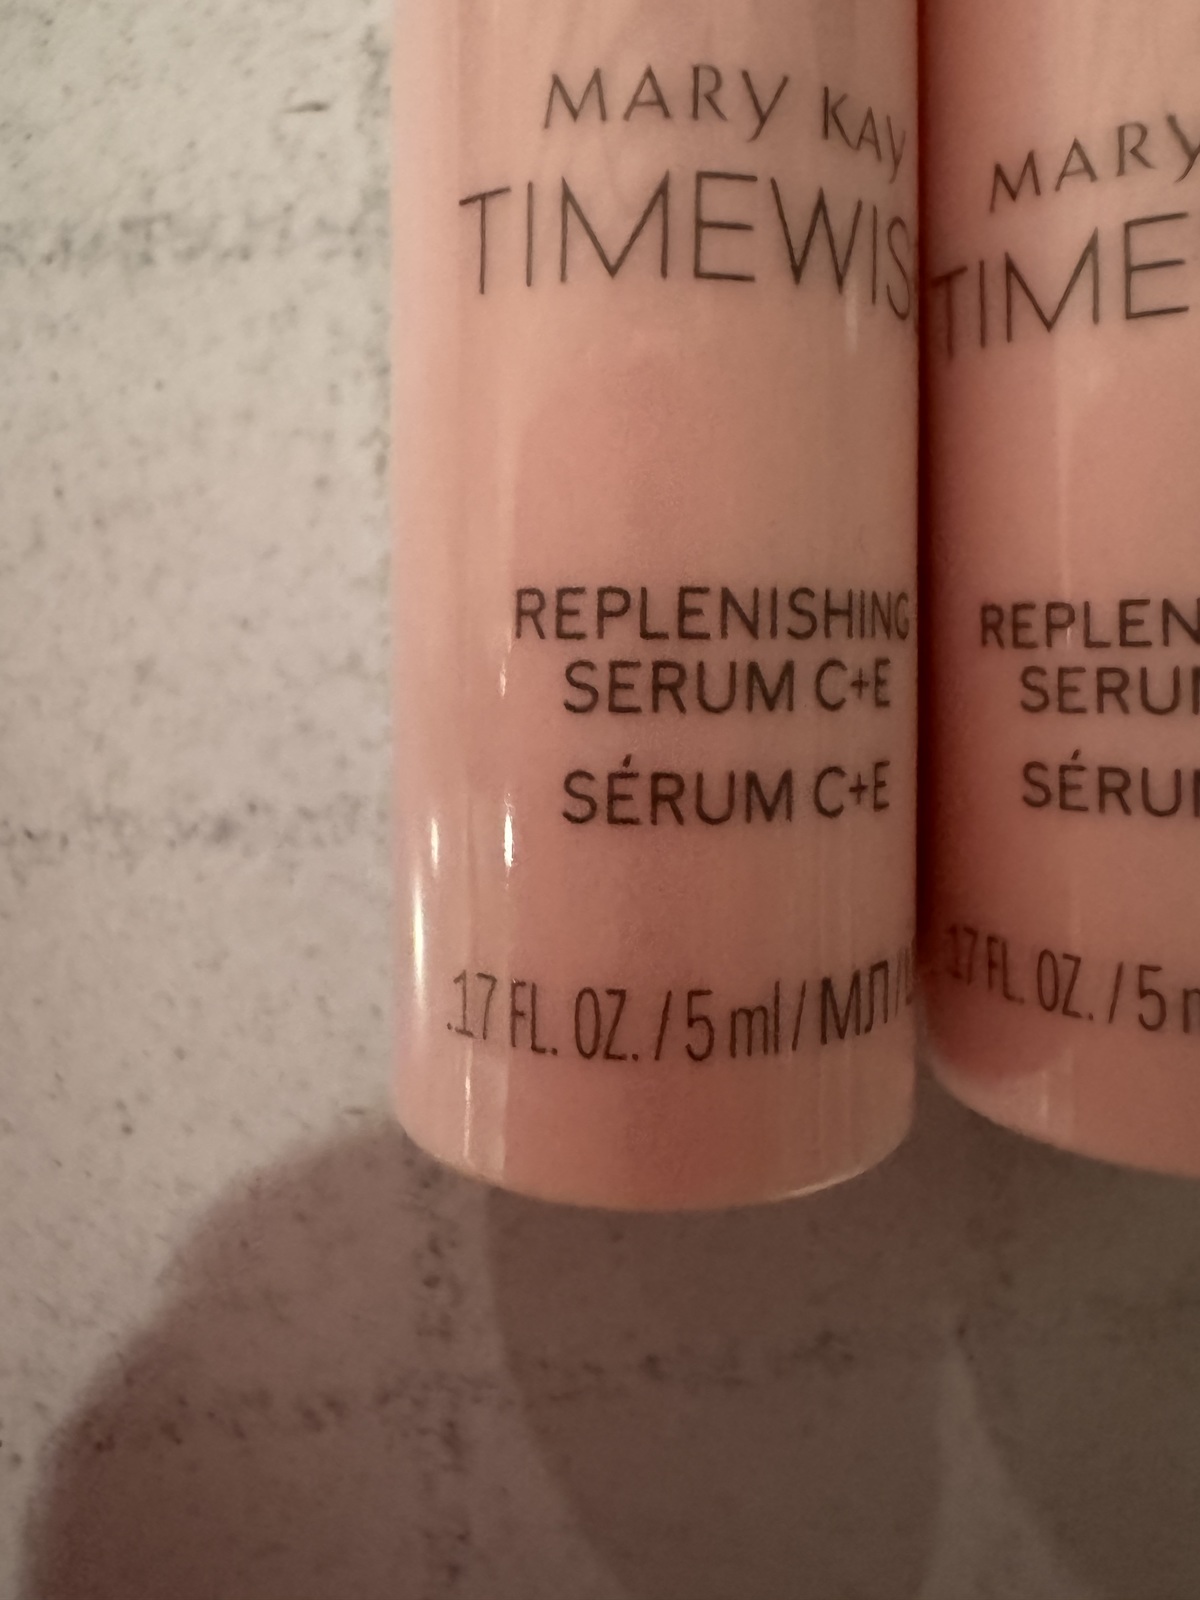 MARY KAY
TIMEWIS
REPLENISHING
SERUM C+E
SÉRUM C+E
.17 FL. OZ. / 5 ml / МЛ /
MARY
TIME
REPLEN
SERU
SÉRU
.17 FL. OZ. / 5